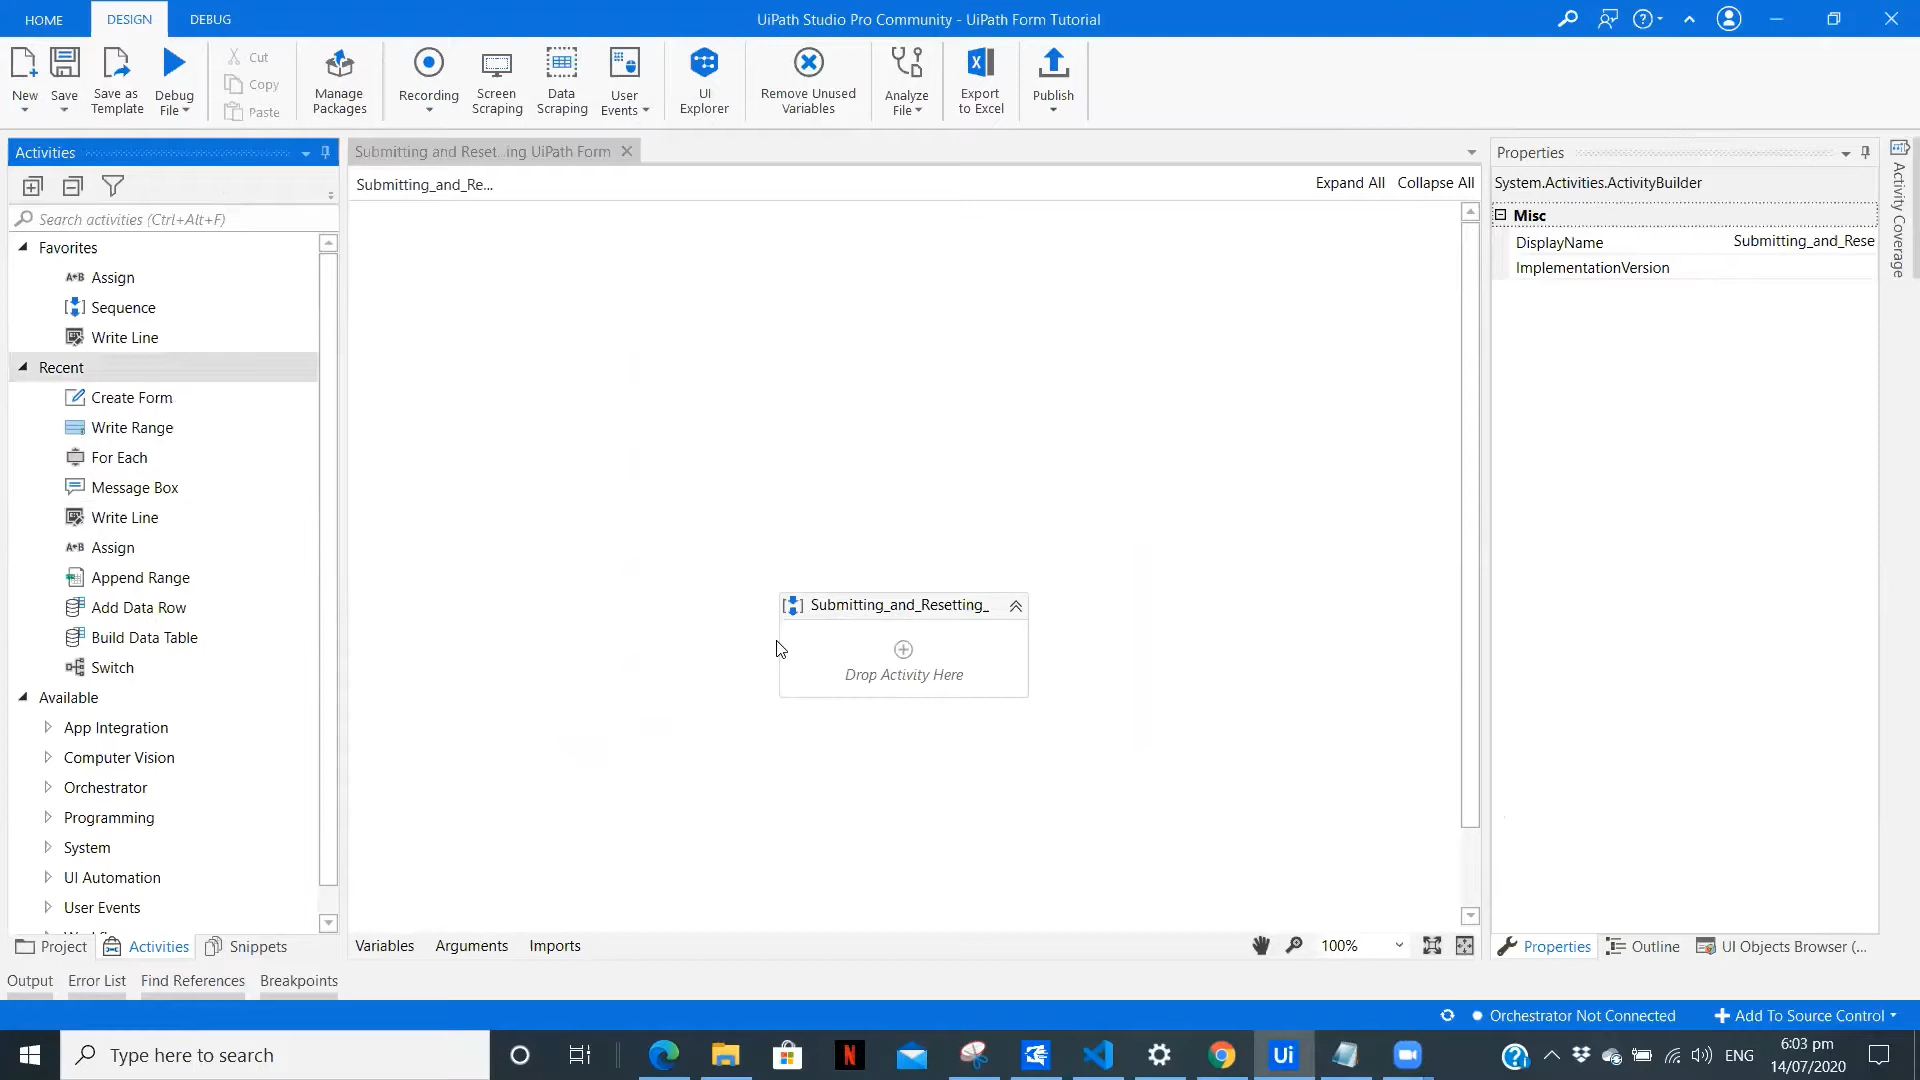 HOME
DESIGN
DEBUG
UiPath Studio Pro Community - UiPath Form Tutorial
New
Save
Save as Template
Debug File
Cut
Copy
Paste
Manage Packages
Recording
Screen Scraping
Data Scraping
User Events
UI Explorer
Remove Unused Variables
Analyze File
Export to Excel
Publish
Activities
Search activities (Ctrl+Alt+F)
Favorites
A+B Assign
Sequence
Write Line
Recent
Create Form
Write Range
For Each
Message Box
Write Line
A+B Assign
Append Range
Add Data Row
Build Data Table
Switch
Available
App Integration
Computer Vision
Orchestrator
Programming
System
UI Automation
User Events
Project
Activities
Snippets
Submitting and Reset...ing UiPath Form
Submitting_and_Re...
Expand All
Collapse All
Submitting_and_Resetting_
Drop Activity Here
Variables
Arguments
Imports
100%
Properties
System.Activities.ActivityBuilder
Misc
DisplayName
Submitting_and_Rese
ImplementationVersion
Properties
Outline
UI Objects Browser (...
Activity Coverage
Output
Error List
Find References
Breakpoints
Orchestrator Not Connected
Add To Source Control
Type here to search
N
Ui
ENG
6:03 pm
14/07/2020